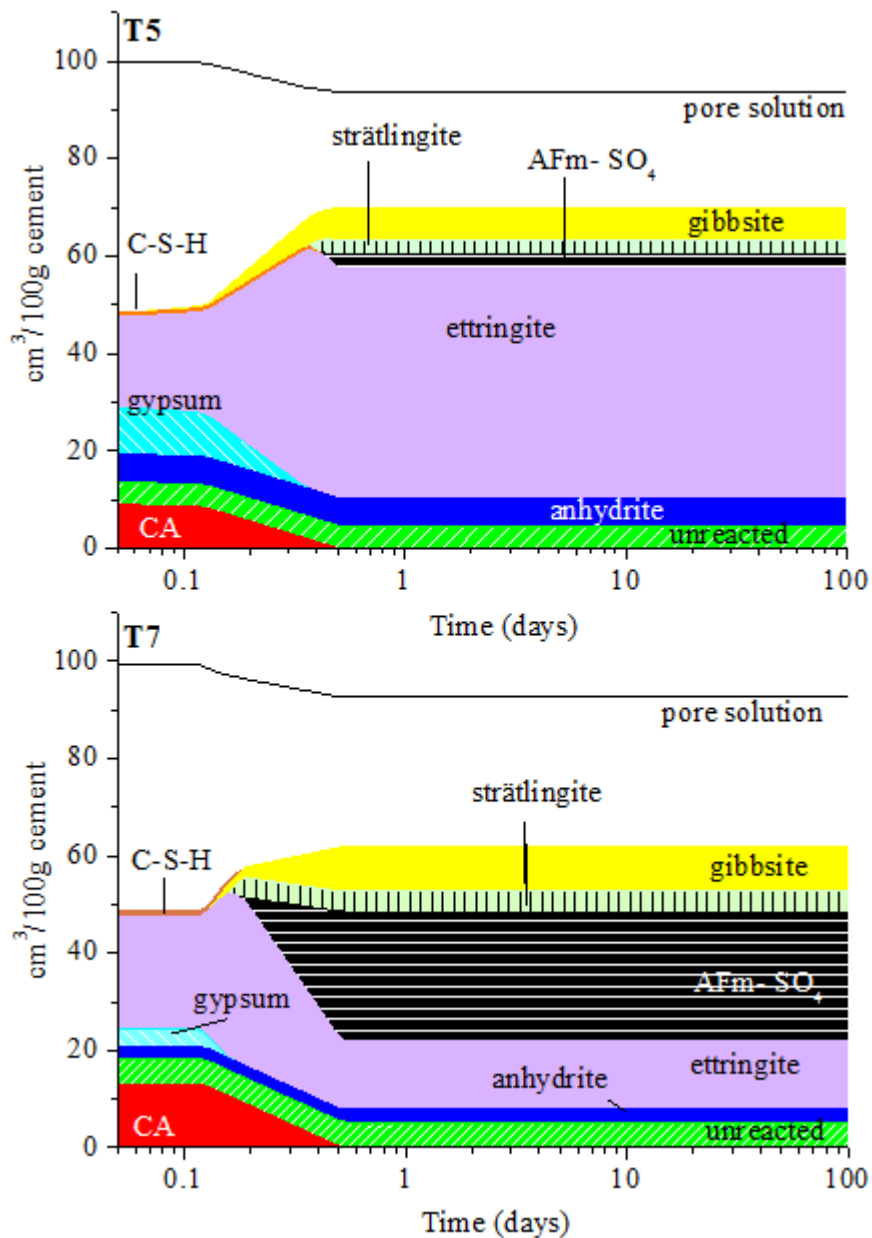 T5
100
pore solution
strätlingite
AFm- SO₄
80
gibbsite
C-S-H
60
ettringite
40
gypsum
20
anhydrite
CA
unreacted
0
0.1 1 10 100
Time (days)
cm³/100g cement
T7
100
pore solution
80
strätlingite
C-S-H
60
gibbsite
40
AFm- SO₄
gypsum
20
ettringite
anhydrite
CA
unreacted
0
0.1 1 10 100
Time (days)
cm³/100g cement